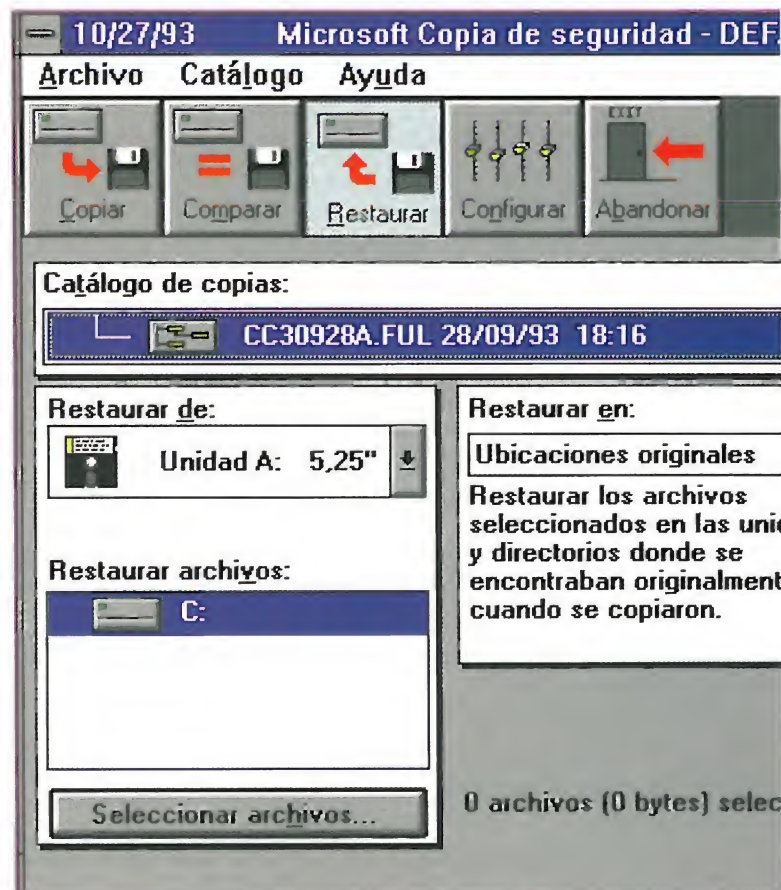 10/27/93 Microsoft Copia de seguridad - DEF
Archivo Catálogo Ayuda
EXIT
Copiar Comparar Restaurar Configurar Abandonar
Catálogo de copias:
CC30928A.FUL 28/09/93 18:16
Restaurar de:
Unidad A: 5,25"
Restaurar archivos:
C:
Seleccionar archivos...
Restaurar en:
Ubicaciones originales
Restaurar los archivos
seleccionados en las uni
y directorios donde se
encontraban originalment
cuando se copiaron.
0 archivos (0 bytes) selec